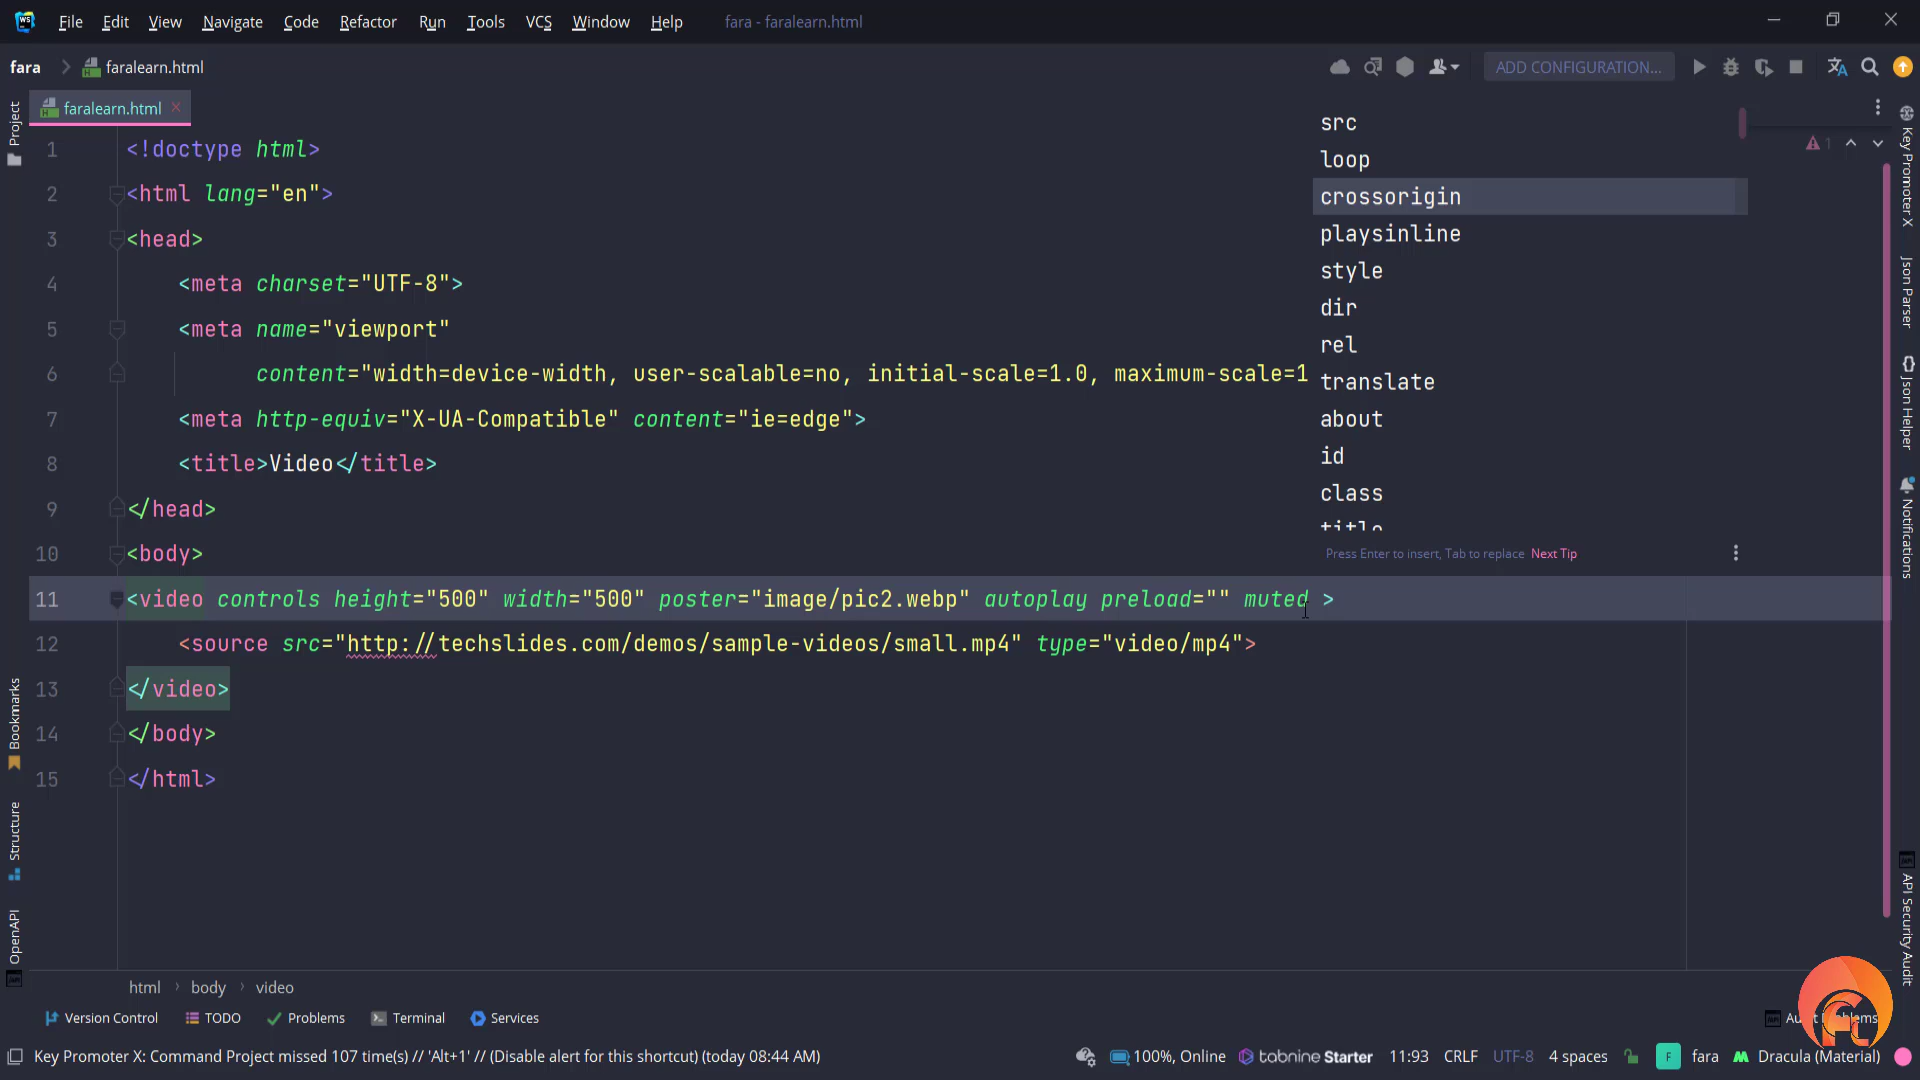 File Edit View Navigate Code Refactor Run Tools VCS Window Help fara - faralearn.html
fara faralearn.html ADD CONFIGURATION...
faralearn.html
1 <!doctype html>
2 <html lang="en">
3 <head>
4 <meta charset="UTF-8">
5 <meta name="viewport"
6 content="width=device-width, user-scalable=no, initial-scale=1.0, maximum-scale=1
7 <meta http-equiv="X-UA-Compatible" content="ie=edge">
8 <title>Video</title>
9 </head>
10 <body>
11 <video controls height="500" width="500" poster="image/pic2.webp" autoplay preload="" muted >
12 <source src="http://techslides.com/demos/sample-videos/small.mp4" type="video/mp4">
13 </video>
14 </body>
15 </html>
src
loop
crossorigin
playsinline
style
dir
rel
translate
about
id
class
title
Press Enter to insert, Tab to replace Next Tip
1
Project
Bookmarks
Structure
OpenAPI
Key Promoter X
Json Parser
Json Helper
Notifications
API Security Audit
html body video
Version Control TODO Problems Terminal Services
Key Promoter X: Command Project missed 107 time(s) // 'Alt+1' // (Disable alert for this shortcut) (today 08:44 AM) 100%, Online tabnine Starter 11:93 CRLF UTF-8 4 spaces F fara Dracula (Material)